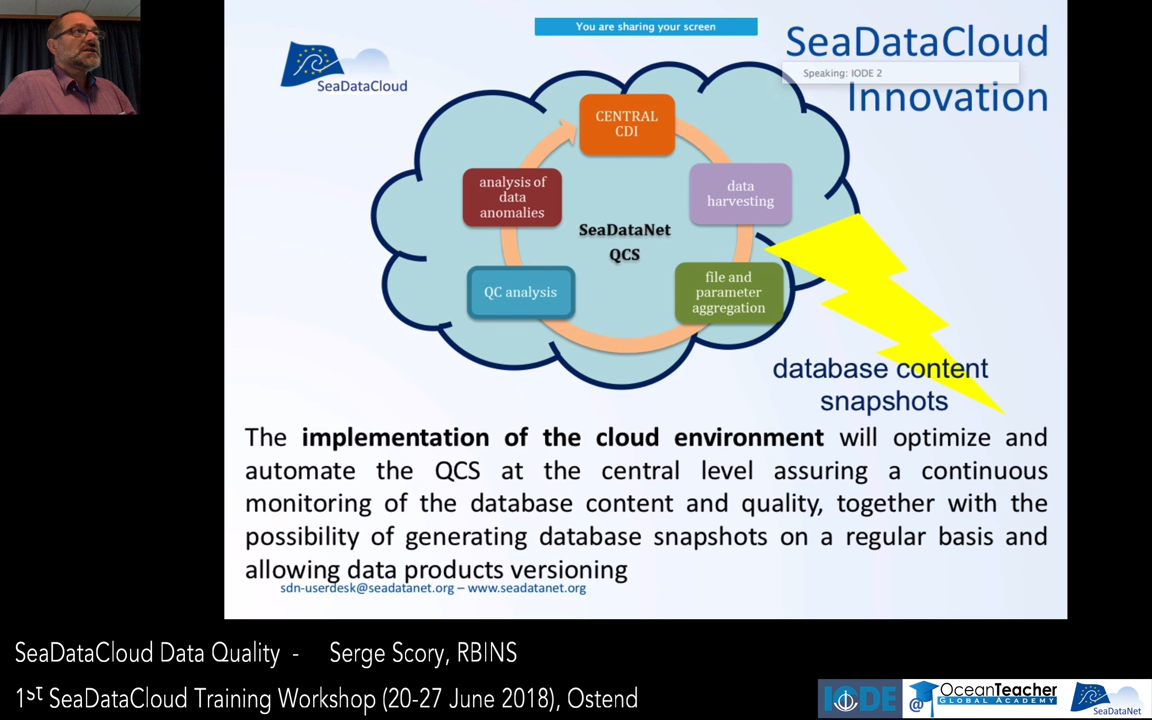 You are sharing your screen
SeaDataCloud
Speaking: IODE 2
Innovation
SeaDataCloud
CENTRAL
CDI
data
harvesting
file and
parameter
aggregation
QC analysis
analysis of
data
anomalies
SeaDataNet
QCS
database content
snapshots
The implementation of the cloud environment will optimize and
automate the QCS at the central level assuring a continuous
monitoring of the database content and quality, together with the
possibility of generating database snapshots on a regular basis and
allowing data products versioning
sdn-userdesk@seadatanet.org – www.seadatanet.org
SeaDataCloud Data Quality - Serge Scory, RBINS
1st SeaDataCloud Training Workshop (20-27 June 2018), Ostend
IODE
@ OceanTeacher
GLOBAL ACADEMY
SeaDataNet